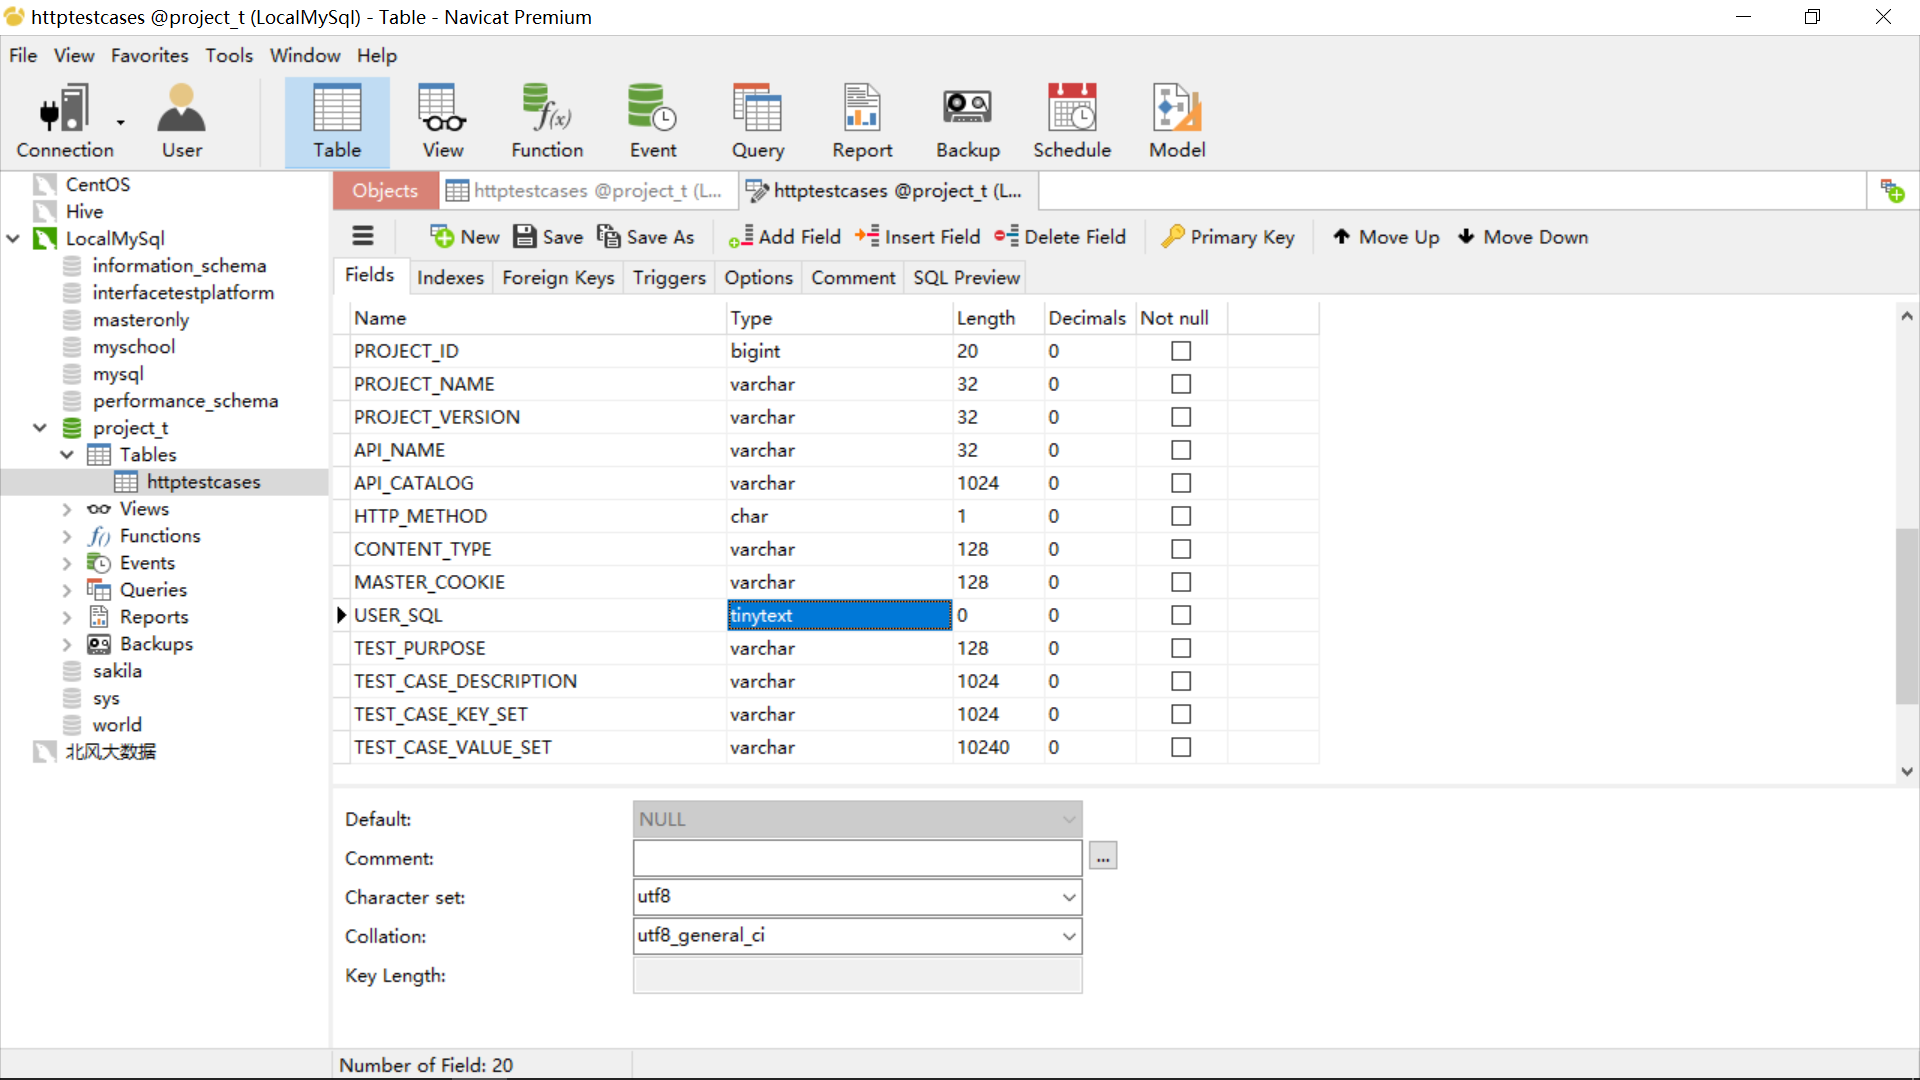 httptestcases @project_t (LocalMySql) - Table - Navicat Premium
File View Favorites Tools Window Help
Connection User Table View Function Event Query Report Backup Schedule Model
Objects httptestcases @project_t (L... httptestcases @project_t (L...
New Save Save As Add Field Insert Field Delete Field Primary Key Move Up Move Down
Fields Indexes Foreign Keys Triggers Options Comment SQL Preview
CentOS
Hive
LocalMySql
information_schema
interfacetestplatform
masteronly
myschool
mysql
performance_schema
project_t
Tables
httptestcases
Views
Functions
Events
Queries
Reports
Backups
sakila
sys
world
北风大数据
Name Type Length Decimals Not null
PROJECT_ID bigint 20 0
PROJECT_NAME varchar 32 0
PROJECT_VERSION varchar 32 0
API_NAME varchar 32 0
API_CATALOG varchar 1024 0
HTTP_METHOD char 1 0
CONTENT_TYPE varchar 128 0
MASTER_COOKIE varchar 128 0
USER_SQL tinytext 0 0
TEST_PURPOSE varchar 128 0
TEST_CASE_DESCRIPTION varchar 1024 0
TEST_CASE_KEY_SET varchar 1024 0
TEST_CASE_VALUE_SET varchar 10240 0
Default: NULL
Comment: ...
Character set: utf8
Collation: utf8_general_ci
Key Length:
Number of Field: 20